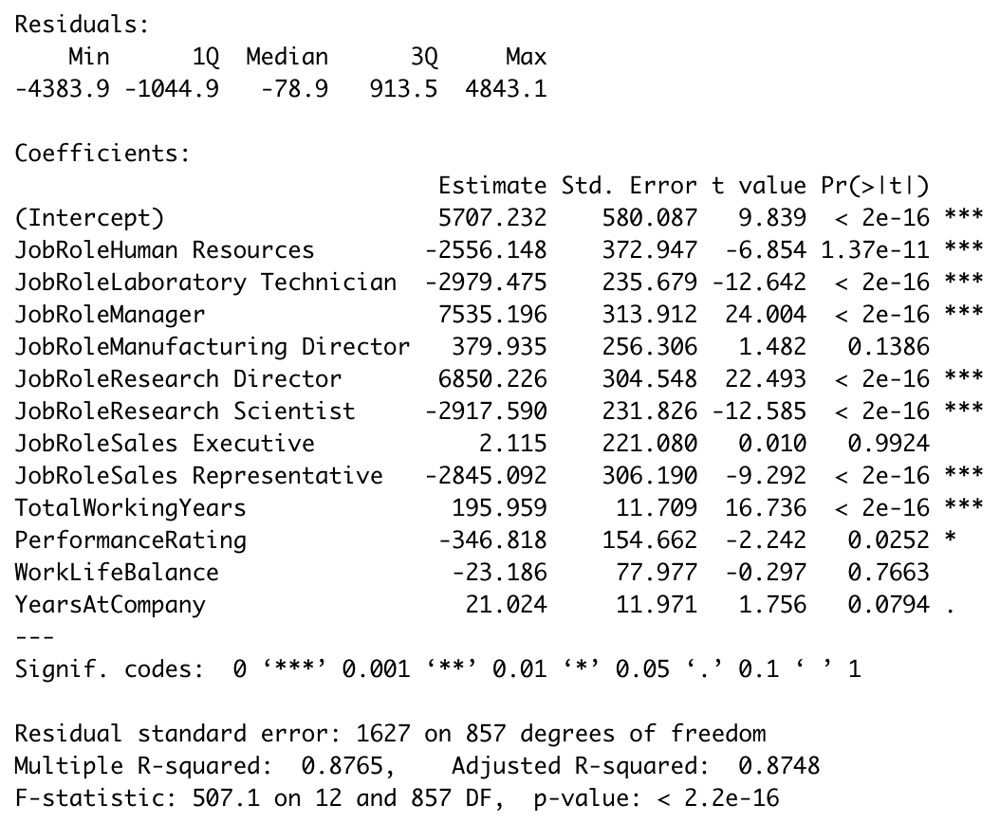 Residuals:
    Min      1Q  Median      3Q     Max
-4383.9 -1044.9   -78.9   913.5  4843.1

Coefficients:
                               Estimate Std. Error t value Pr(>|t|)
(Intercept)                    5707.232    580.087   9.839  < 2e-16 ***
JobRoleHuman Resources        -2556.148    372.947  -6.854 1.37e-11 ***
JobRoleLaboratory Technician  -2979.475    235.679 -12.642  < 2e-16 ***
JobRoleManager                 7535.196    313.912  24.004  < 2e-16 ***
JobRoleManufacturing Director   379.935    256.306   1.482   0.1386
JobRoleResearch Director       6850.226    304.548  22.493  < 2e-16 ***
JobRoleResearch Scientist     -2917.590    231.826 -12.585  < 2e-16 ***
JobRoleSales Executive            2.115    221.080   0.010   0.9924
JobRoleSales Representative   -2845.092    306.190  -9.292  < 2e-16 ***
TotalWorkingYears               195.959     11.709  16.736  < 2e-16 ***
PerformanceRating              -346.818    154.662  -2.242   0.0252 *
WorkLifeBalance                 -23.186     77.977  -0.297   0.7663
YearsAtCompany                   21.024     11.971   1.756   0.0794 .
---
Signif. codes:  0 ‘***’ 0.001 ‘**’ 0.01 ‘*’ 0.05 ‘.’ 0.1 ‘ ’ 1

Residual standard error: 1627 on 857 degrees of freedom
Multiple R-squared:  0.8765,    Adjusted R-squared:  0.8748
F-statistic: 507.1 on 12 and 857 DF,  p-value: < 2.2e-16